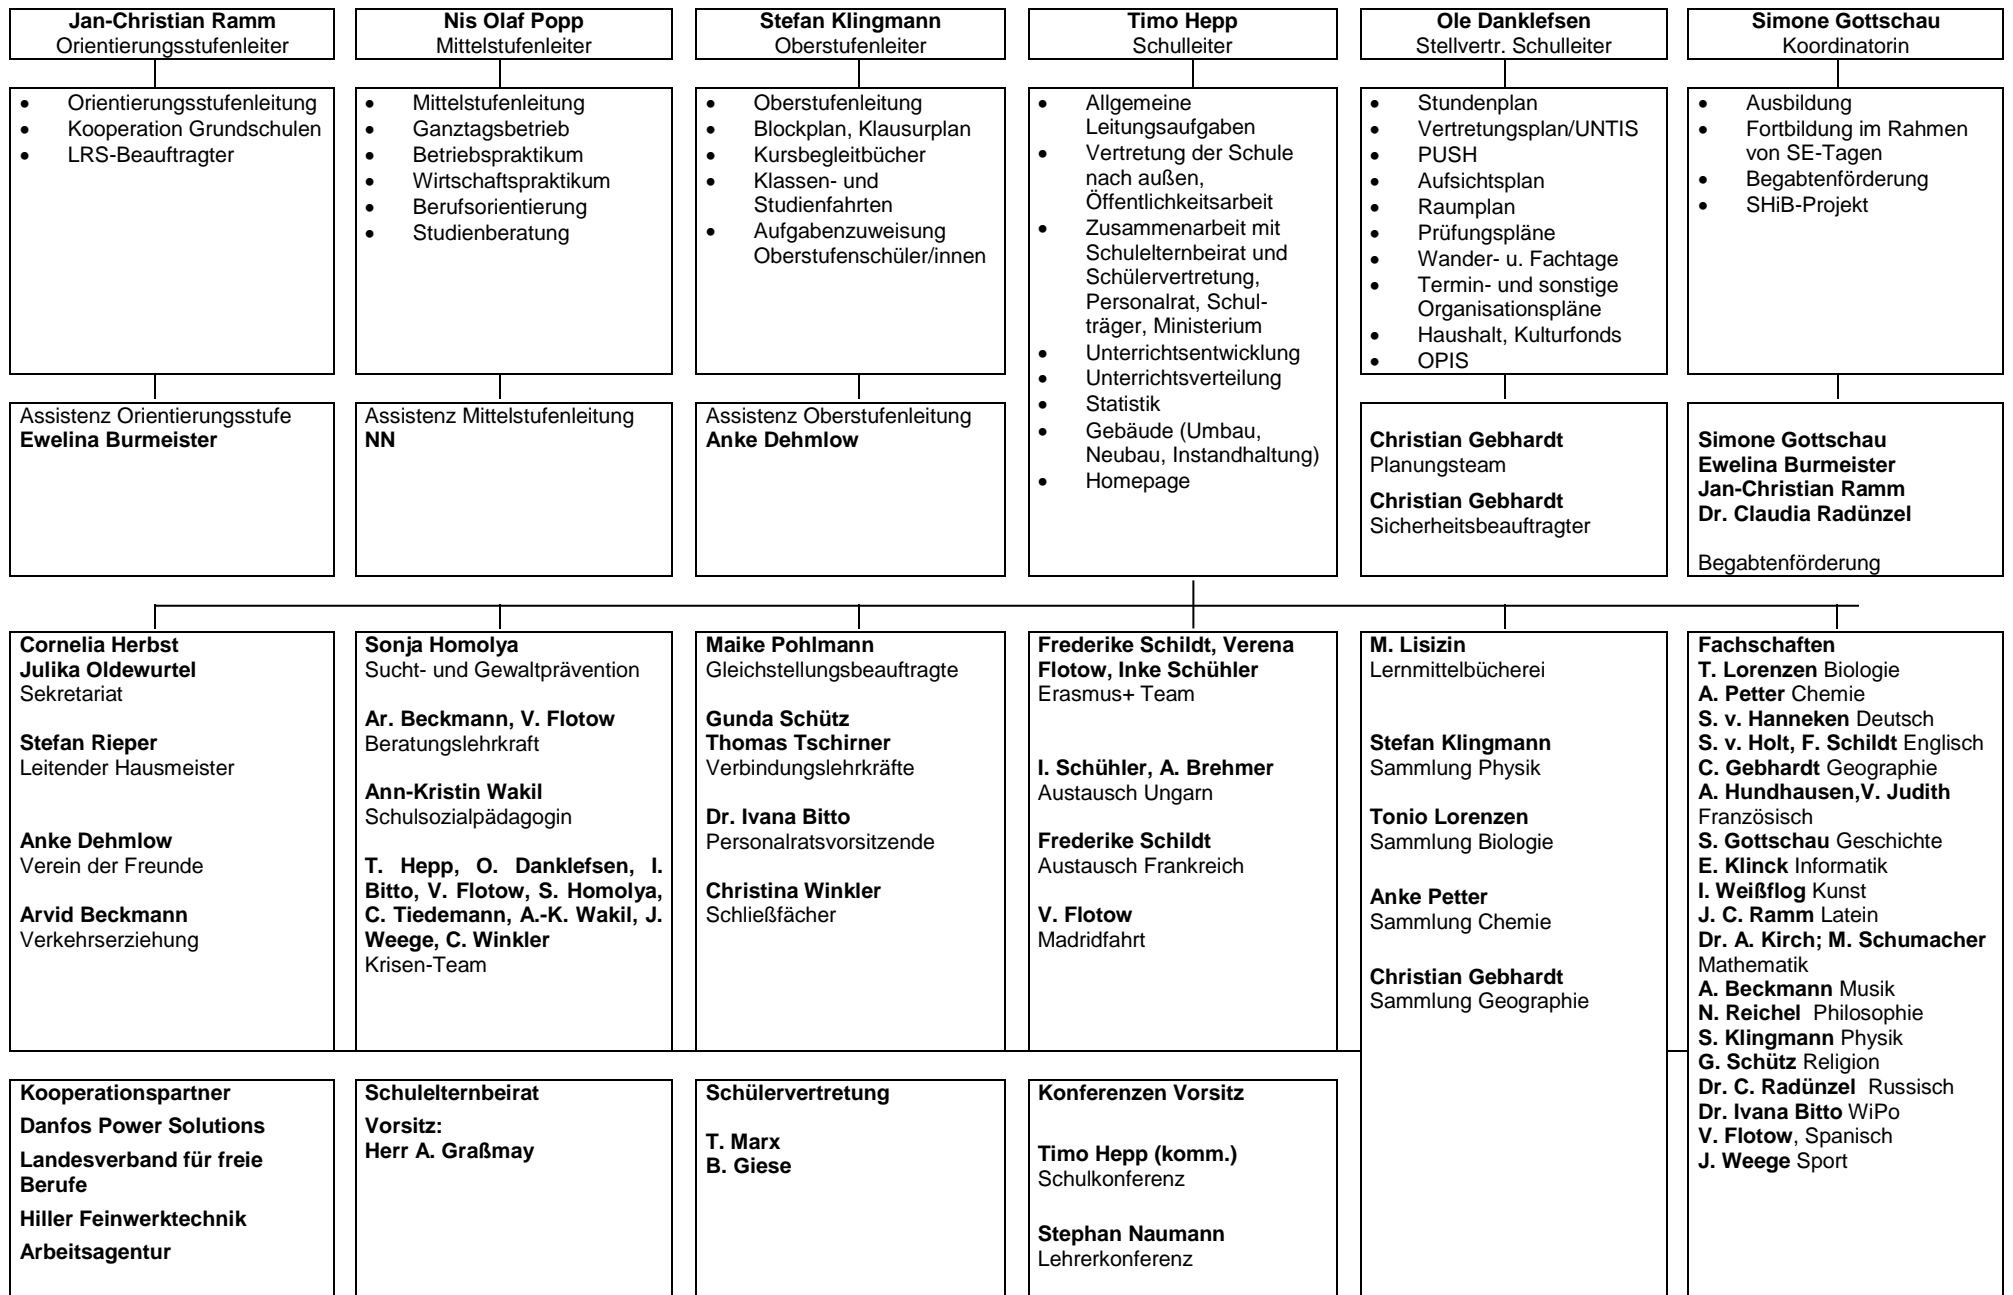 Jan-Christian Ramm
Orientierungsstufenleiter
Nis Olaf Popp
Mittelstufenleiter
Stefan Klingmann
Oberstufenleiter
Timo Hepp
Schulleiter
Ole Danklefsen
Stellvertr. Schulleiter
Simone Gottschau
Koordinatorin
• Orientierungsstufenleitung
• Kooperation Grundschulen
• LRS-Beauftragter
• Mittelstufenleitung
• Ganztagsbetrieb
• Betriebspraktikum
• Wirtschaftspraktikum
• Berufsorientierung
• Studienberatung
• Oberstufenleitung
• Blockplan, Klausurplan
• Kursbegleitbücher
• Klassen- und
Studienfahrten
• Aufgabenzuweisung
Oberstufenschüler/innen
• Allgemeine
Leitungsaufgaben
• Vertretung der Schule
nach außen,
Öffentlichkeitsarbeit
• Zusammenarbeit mit
Schulelternbeirat und
Schülervertretung,
Personalrat, Schul-
träger, Ministerium
• Unterrichtsentwicklung
• Unterrichtsverteilung
• Statistik
• Gebäude (Umbau,
Neubau, Instandhaltung)
• Homepage
• Stundenplan
• Vertretungsplan/UNTIS
• PUSH
• Aufsichtsplan
• Raumplan
• Prüfungspläne
• Wander- u. Fachtage
• Termin- und sonstige
Organisationspläne
• Haushalt, Kulturfonds
• OPIS
• Ausbildung
• Fortbildung im Rahmen
von SE-Tagen
• Begabtenförderung
• SHiB-Projekt
Assistenz Orientierungsstufe
Ewelina Burmeister
Assistenz Mittelstufenleitung
NN
Assistenz Oberstufenleitung
Anke Dehmlow
Christian Gebhardt
Planungsteam
Christian Gebhardt
Sicherheitsbeauftragter
Simone Gottschau
Ewelina Burmeister
Jan-Christian Ramm
Dr. Claudia Radünzel
Begabtenförderung
Cornelia Herbst
Julika Oldewurtel
Sekretariat
Stefan Rieper
Leitender Hausmeister
Anke Dehmlow
Verein der Freunde
Arvid Beckmann
Verkehrserziehung
Sonja Homolya
Sucht- und Gewaltprävention
Ar. Beckmann, V. Flotow
Beratungslehrkraft
Ann-Kristin Wakil
Schulsozialpädagogin
T. Hepp, O. Danklefsen, I.
Bitto, V. Flotow, S. Homolya,
C. Tiedemann, A.-K. Wakil, J.
Weege, C. Winkler
Krisen-Team
Maike Pohlmann
Gleichstellungsbeauftragte
Gunda Schütz
Thomas Tschirner
Verbindungslehrkräfte
Dr. Ivana Bitto
Personalratsvorsitzende
Christina Winkler
Schließfächer
Frederike Schildt, Verena
Flotow, Inke Schühler
Erasmus+ Team
I. Schühler, A. Brehmer
Austausch Ungarn
Frederike Schildt
Austausch Frankreich
V. Flotow
Madridfahrt
M. Lisizin
Lernmittelbücherei
Stefan Klingmann
Sammlung Physik
Tonio Lorenzen
Sammlung Biologie
Anke Petter
Sammlung Chemie
Christian Gebhardt
Sammlung Geographie
Fachschaften
T. Lorenzen Biologie
A. Petter Chemie
S. v. Hanneken Deutsch
S. v. Holt, F. Schildt Englisch
C. Gebhardt Geographie
A. Hundhausen,V. Judith
Französisch
S. Gottschau Geschichte
E. Klinck Informatik
I. Weißflog Kunst
J. C. Ramm Latein
Dr. A. Kirch; M. Schumacher
Mathematik
A. Beckmann Musik
N. Reichel Philosophie
S. Klingmann Physik
G. Schütz Religion
Dr. C. Radünzel Russisch
Dr. Ivana Bitto WiPo
V. Flotow, Spanisch
J. Weege Sport
Kooperationspartner
Danfos Power Solutions
Landesverband für freie
Berufe
Hiller Feinwerktechnik
Arbeitsagentur
Schulelternbeirat
Vorsitz:
Herr A. Graßmay
Schülervertretung
T. Marx
B. Giese
Konferenzen Vorsitz
Timo Hepp (komm.)
Schulkonferenz
Stephan Naumann
Lehrerkonferenz